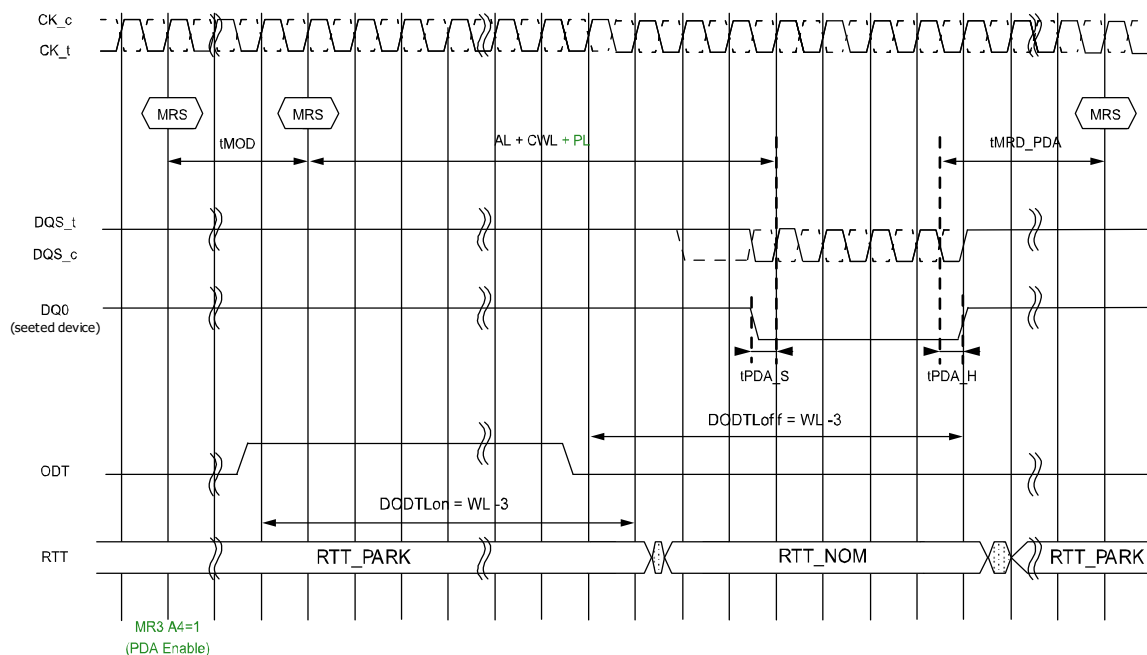 CK_c
CK_t
MRS
MRS
MRS
tMOD
AL + CWL + PL
tMRD_PDA
DQS_t
DQS_c
DQ0
(seeted device)
tPDA_S
tPDA_H
DODTLoff = WL -3
ODT
DODTLon = WL -3
RTT
RTT_PARK
RTT_NOM
RTT_PARK
MR3 A4=1
(PDA Enable)